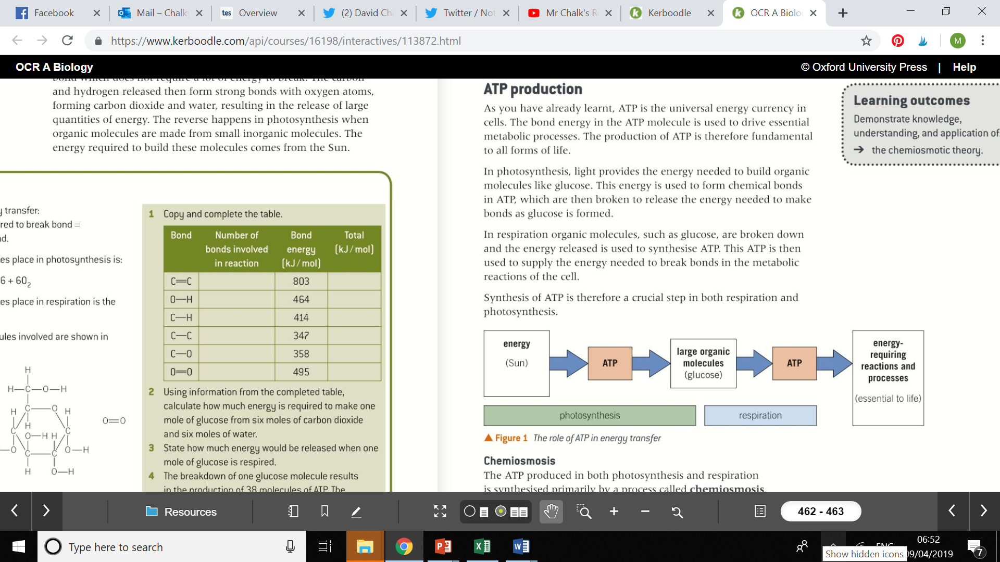 Facebook
Mail – Chalk
tes Overview
(2) David Ch
Twitter / Not
Mr Chalk's R
Kerboodle
OCR A Biolo
https://www.kerboodle.com/api/courses/16198/interactives/113872.html
M
OCR A Biology
© Oxford University Press | Help
bond which does not require a lot of energy to break. The carbon
and hydrogen released then form strong bonds with oxygen atoms,
forming carbon dioxide and water, resulting in the release of large
quantities of energy. The reverse happens in photosynthesis when
organic molecules are made from small inorganic molecules. The
energy required to build these molecules comes from the Sun.
y transfer:
red to break bond =
nd.
es place in photosynthesis is:
6 + 6O2
es place in respiration is the
ules involved are shown in
H
H—C—O—H
C—O
H
H
H
C
O—H H
C
O
C
C
O—H
H
O—H
O=O
1 Copy and complete the table.
Bond Number of bonds involved in reaction Bond energy (kJ/mol) Total (kJ/mol)
C=C 803
O—H 464
C—H 414
C—C 347
C—O 358
O=O 495
2 Using information from the completed table,
calculate how much energy is required to make one
mole of glucose from six moles of carbon dioxide
and six moles of water.
3 State how much energy would be released when one
mole of glucose is respired.
4 The breakdown of one glucose molecule results
in the production of 38 molecules of ATP. The
ATP production
As you have already learnt, ATP is the universal energy currency in
cells. The bond energy in the ATP molecule is used to drive essential
metabolic processes. The production of ATP is therefore fundamental
to all forms of life.
In photosynthesis, light provides the energy needed to build organic
molecules like glucose. This energy is used to form chemical bonds
in ATP, which are then broken to release the energy needed to make
bonds as glucose is formed.
In respiration organic molecules, such as glucose, are broken down
and the energy released is used to synthesise ATP. This ATP is then
used to supply the energy needed to break bonds in the metabolic
reactions of the cell.
Synthesis of ATP is therefore a crucial step in both respiration and
photosynthesis.
energy
(Sun)
ATP
large organic
molecules
(glucose)
ATP
energy-
requiring
reactions and
processes
(essential to life)
photosynthesis
respiration
Figure 1 The role of ATP in energy transfer
Chemiosmosis
The ATP produced in both photosynthesis and respiration
is synthesised primarily by a process called chemiosmosis.
Learning outcomes
Demonstrate knowledge,
understanding, and application of
→ the chemiosmotic theory.
Resources
462 - 463
Type here to search
ENG
06:52
09/04/2019
Show hidden icons
7